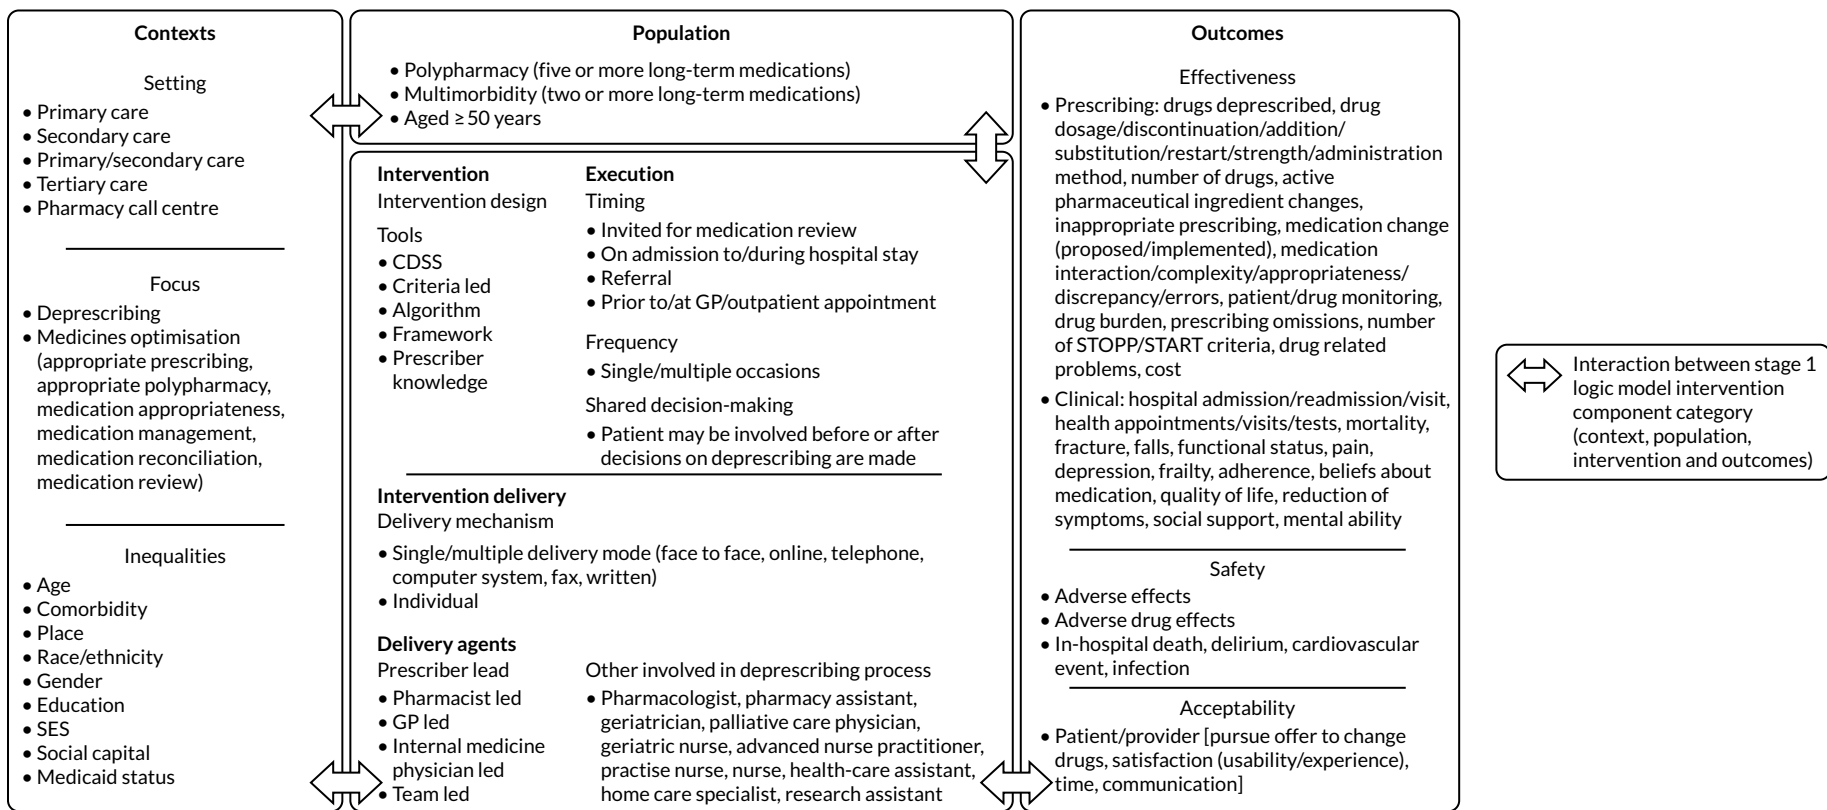 Contexts
Setting
• Primary care
• Secondary care
• Primary/secondary care
• Tertiary care
• Pharmacy call centre
Focus
• Deprescribing
• Medicines optimisation
(appropriate prescribing,
appropriate polypharmacy,
medication appropriateness,
medication management,
medication reconciliation,
medication review)
Inequalities
• Age
• Comorbidity
• Place
• Race/ethnicity
• Gender
• Education
• SES
• Social capital
• Medicaid status
Population
• Polypharmacy (five or more long-term medications)
• Multimorbidity (two or more long-term medications)
• Aged ≥ 50 years
Intervention
Intervention design
Tools
• CDSS
• Criteria led
• Algorithm
• Framework
• Prescriber
knowledge
Execution
Timing
• Invited for medication review
• On admission to/during hospital stay
• Referral
• Prior to/at GP/outpatient appointment
Frequency
• Single/multiple occasions
Shared decision-making
• Patient may be involved before or after
decisions on deprescribing are made
Intervention delivery
Delivery mechanism
• Single/multiple delivery mode (face to face, online, telephone,
computer system, fax, written)
• Individual
Delivery agents
Prescriber lead
• Pharmacist led
• GP led
• Internal medicine
physician led
• Team led
Other involved in deprescribing process
• Pharmacologist, pharmacy assistant,
geriatrician, palliative care physician,
geriatric nurse, advanced nurse practitioner,
practise nurse, nurse, health-care assistant,
home care specialist, research assistant
Outcomes
Effectiveness
• Prescribing: drugs deprescribed, drug
dosage/discontinuation/addition/
substitution/restart/strength/administration
method, number of drugs, active
pharmaceutical ingredient changes,
inappropriate prescribing, medication change
(proposed/implemented), medication
interaction/complexity/appropriateness/
discrepancy/errors, patient/drug monitoring,
drug burden, prescribing omissions, number
of STOPP/START criteria, drug related
problems, cost
• Clinical: hospital admission/readmission/visit,
health appointments/visits/tests, mortality,
fracture, falls, functional status, pain,
depression, frailty, adherence, beliefs about
medication, quality of life, reduction of
symptoms, social support, mental ability
Safety
• Adverse effects
• Adverse drug effects
• In-hospital death, delirium, cardiovascular
event, infection
Acceptability
• Patient/provider [pursue offer to change
drugs, satisfaction (usability/experience),
time, communication]
Interaction between stage 1
logic model intervention
component category
(context, population,
intervention and outcomes)